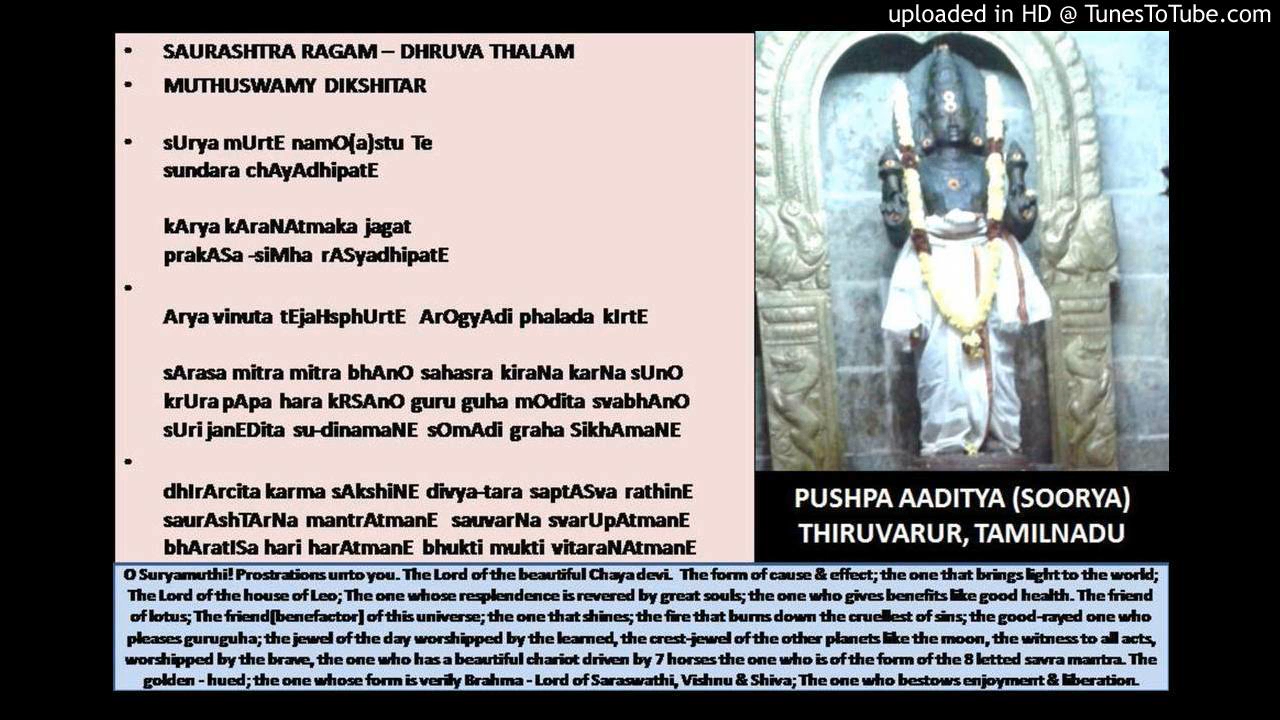 uploaded in HD @ TunesToTube.com
• SAURASHTRA RAGAM – DHRUVA THALAM
• MUTHUSWAMY DIKSHITAR
• sUrya mUrtE namO(a)stu Te
sundara chAyAdhipatE
kArya kAraNAtmaka jagat
prakASa -siMha rASyadhipatE
•
Arya vinuta tEjaHsphUrtE ArOgyAdi phalada kIrtE
sArasa mitra mitra bhAnO sahasra kiraNa karNa sUnO
krUra pApa hara kRSAnO guru guha mOdita svabhAnO
sUri janEDita su-dinamaNE sOmAdi graha SikhAmaNE
•
dhIrArcita karma sAkshiNE divya-tara saptASva rathinE
saurAshTArNa mantrAtmanE sauvarNa svarUpAtmanE
bhAratISa hari harAtmanE bhukti mukti vitaraNAtmanE
PUSHPA AADITYA (SOORYA)
THIRUVARUR, TAMILNADU
O Suryamuthi! Prostrations unto you. The Lord of the beautiful Chaya devi. The form of cause & effect; the one that brings light to the world;
The Lord of the house of Leo; The one whose resplendence is revered by great souls; the one who gives benefits like good health. The friend
of lotus; The friend[benefactor] of this universe; the one that shines; the fire that burns down the cruellest of sins; the good-rayed one who
pleases guruguha; the jewel of the day worshipped by the learned, the crest-jewel of the other planets like the moon, the witness to all acts,
worshipped by the brave, the one who has a beautiful chariot driven by 7 horses the one who is of the form of the 8 letted savra mantra. The
golden - hued; the one whose form is verily Brahma - Lord of Saraswathi, Vishnu & Shiva; The one who bestows enjoyment & liberation.